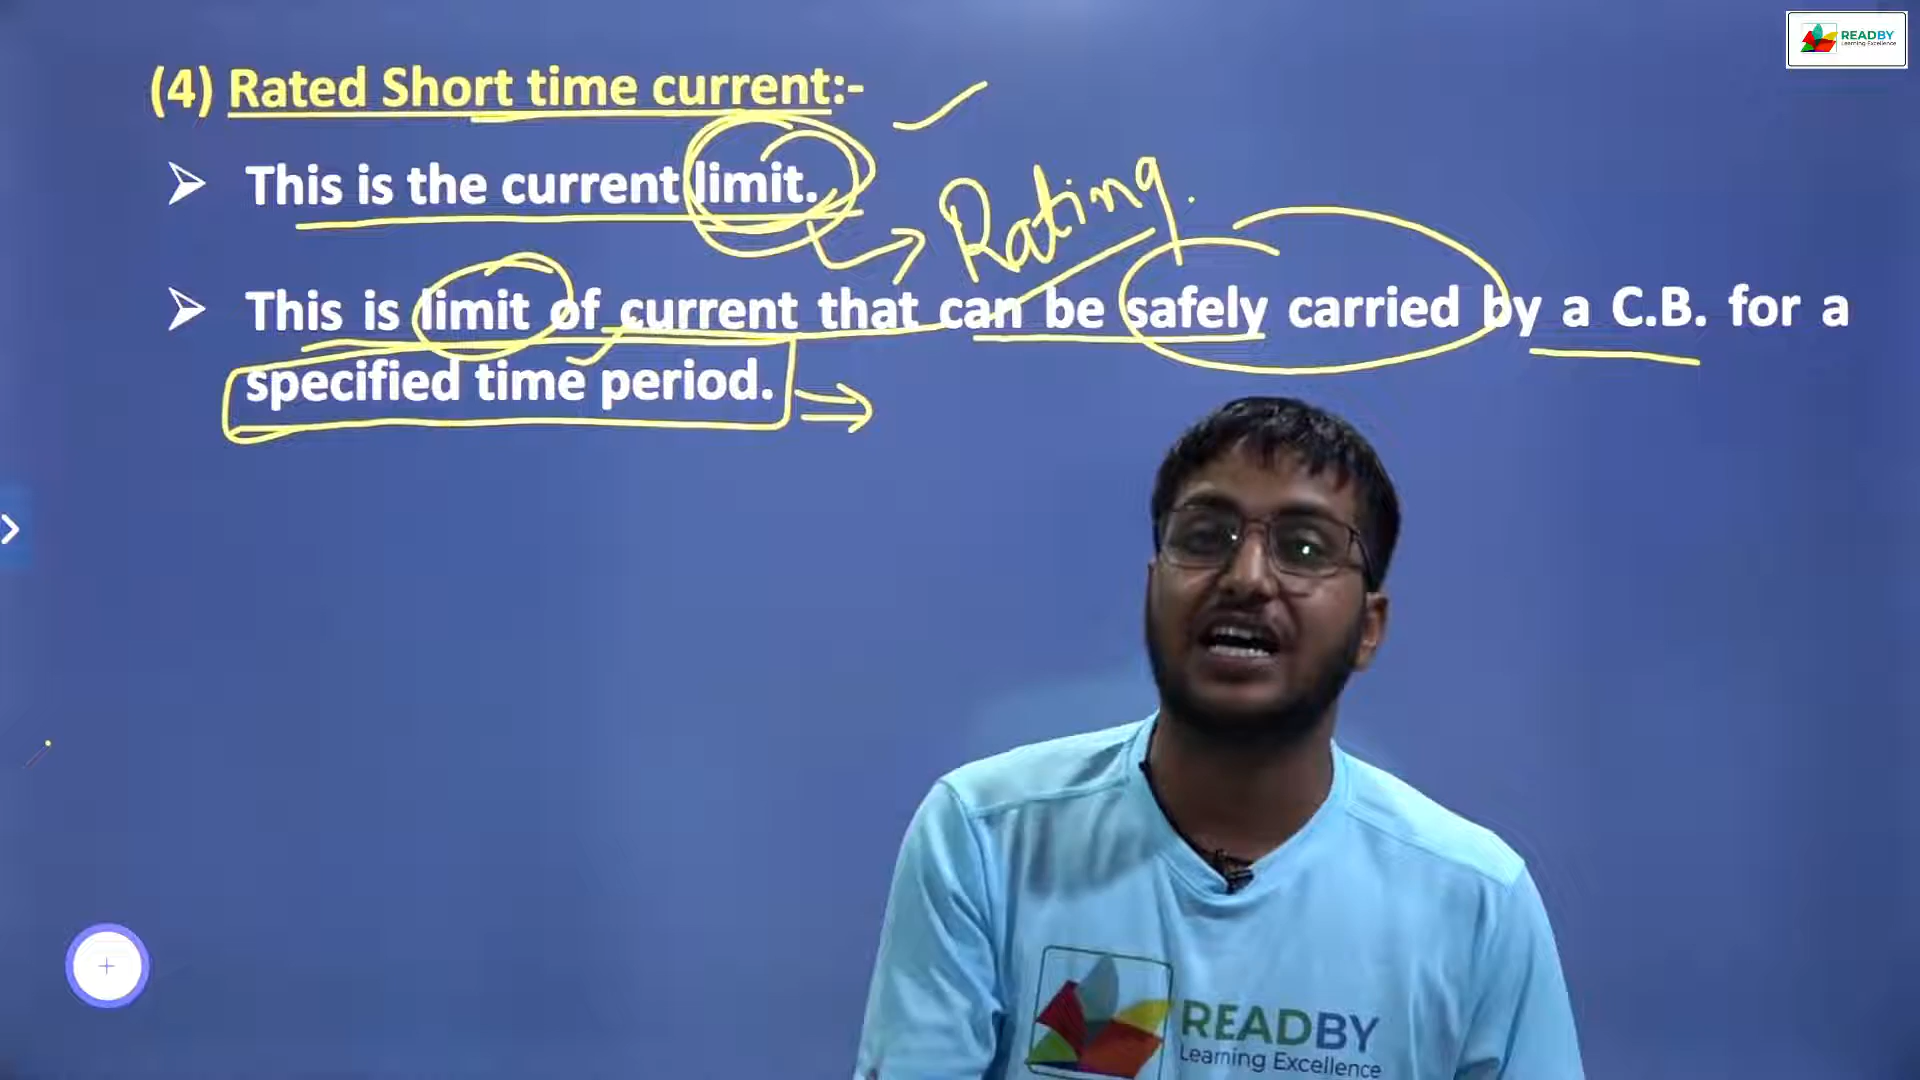 READBY
Learning Excellence
(4) Rated Short time current:-
➢ This is the current limit.
Rating.
➢ This is limit of current that can be safely carried by a C.B. for a
specified time period.
READBY
Learning Excellence